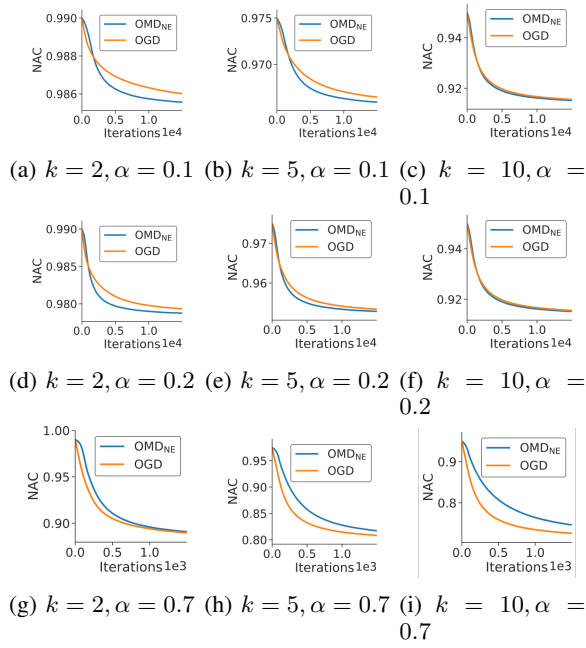 0.990
0.988
0.986
NAC
OMD_NE
OGD
0.0 0.5 1.0
Iterations 1e4
0.975
0.970
NAC
OMD_NE
OGD
0.0 0.5 1.0
Iterations 1e4
0.94
0.92
NAC
OMD_NE
OGD
0.0 0.5 1.0
Iterations 1e4
(a) k = 2, α = 0.1 (b) k = 5, α = 0.1 (c) k = 10, α =
0.1
0.990
0.985
0.980
NAC
OMD_NE
OGD
0.0 0.5 1.0
Iterations 1e4
0.97
0.96
NAC
OMD_NE
OGD
0.0 0.5 1.0
Iterations 1e4
0.94
0.92
NAC
OMD_NE
OGD
0.0 0.5 1.0
Iterations 1e4
(d) k = 2, α = 0.2 (e) k = 5, α = 0.2 (f) k = 10, α =
0.2
1.00
0.95
0.90
NAC
OMD_NE
OGD
0.0 0.5 1.0
Iterations 1e3
0.95
0.90
0.85
0.80
NAC
OMD_NE
OGD
0.0 0.5 1.0
Iterations 1e3
0.9
0.8
NAC
OMD_NE
OGD
0.0 0.5 1.0
Iterations 1e3
(g) k = 2, α = 0.7 (h) k = 5, α = 0.7 (i) k = 10, α =
0.7